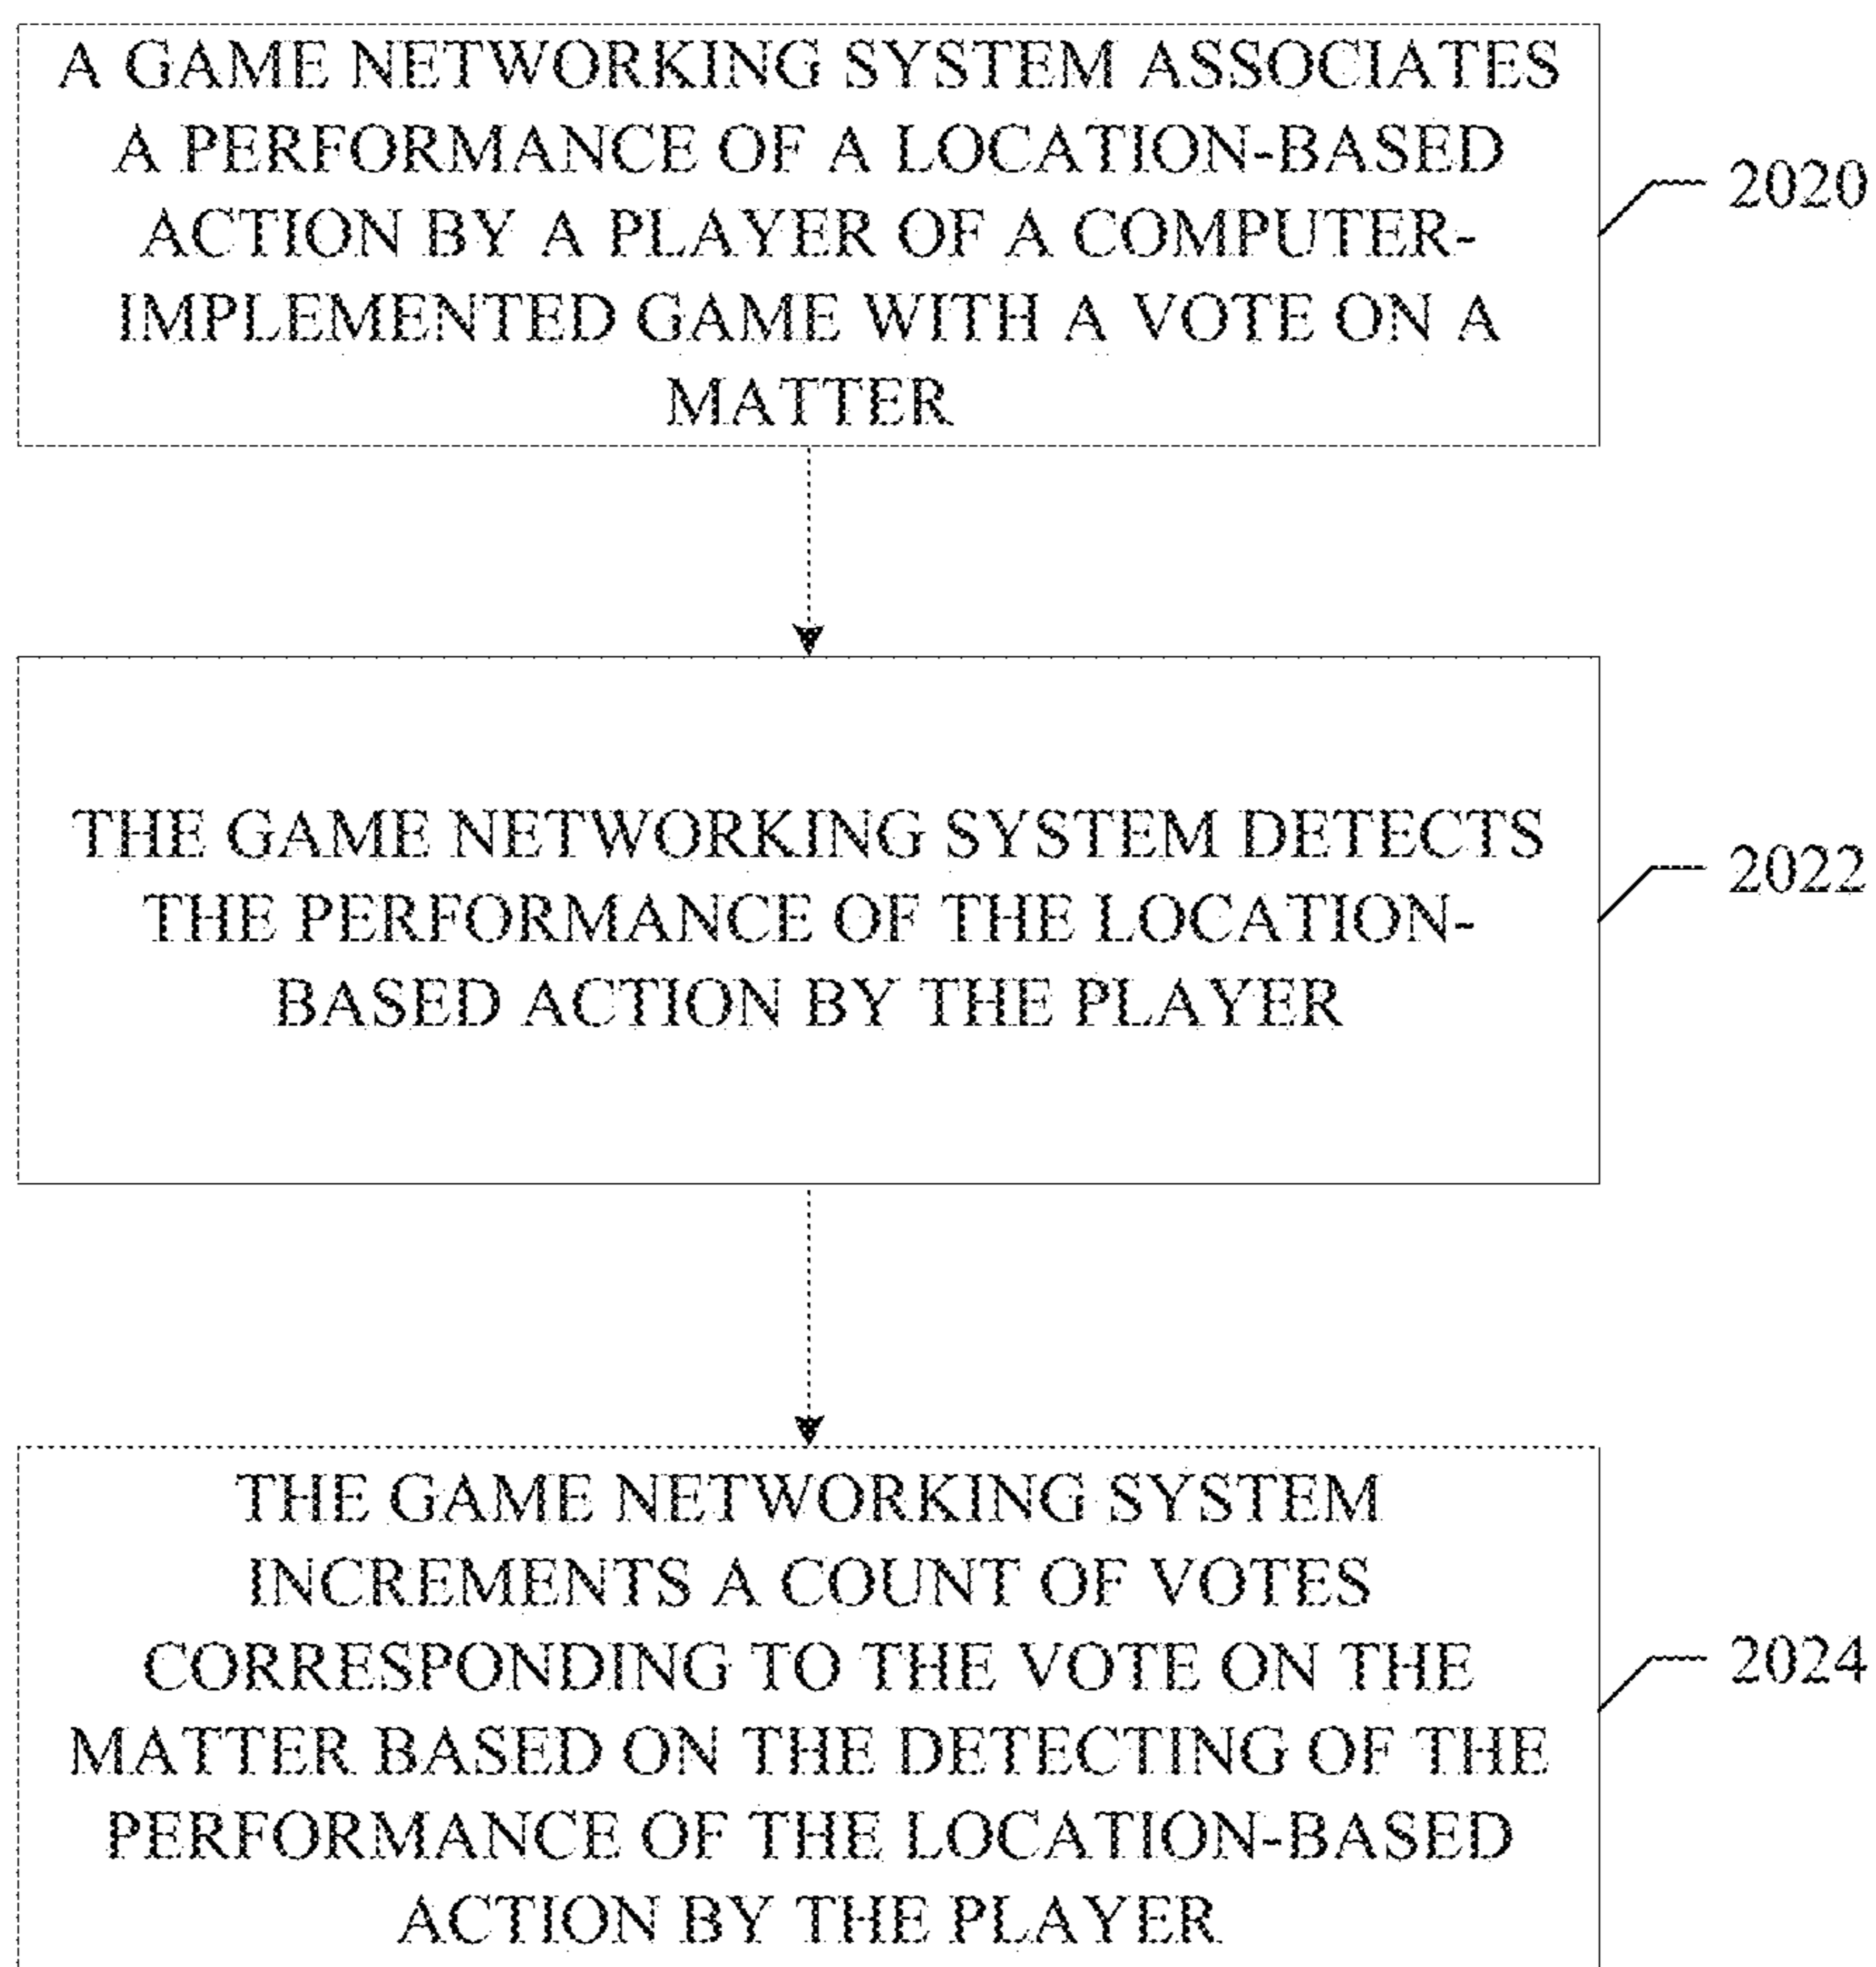 A GAME NETWORKING SYSTEM ASSOCIATES
A PERFORMANCE OF A LOCATION-BASED
ACTION BY A PLAYER OF A COMPUTER-
IMPLEMENTED GAME WITH A VOTE ON A
MATTER
2020
THE GAME NETWORKING SYSTEM DETECTS
THE PERFORMANCE OF THE LOCATION-
BASED ACTION BY THE PLAYER
2022
THE GAME NETWORKING SYSTEM
INCREMENTS A COUNT OF VOTES
CORRESPONDING TO THE VOTE ON THE
MATTER BASED ON THE DETECTING OF THE
PERFORMANCE OF THE LOCATION-BASED
ACTION BY THE PLAYER
2024